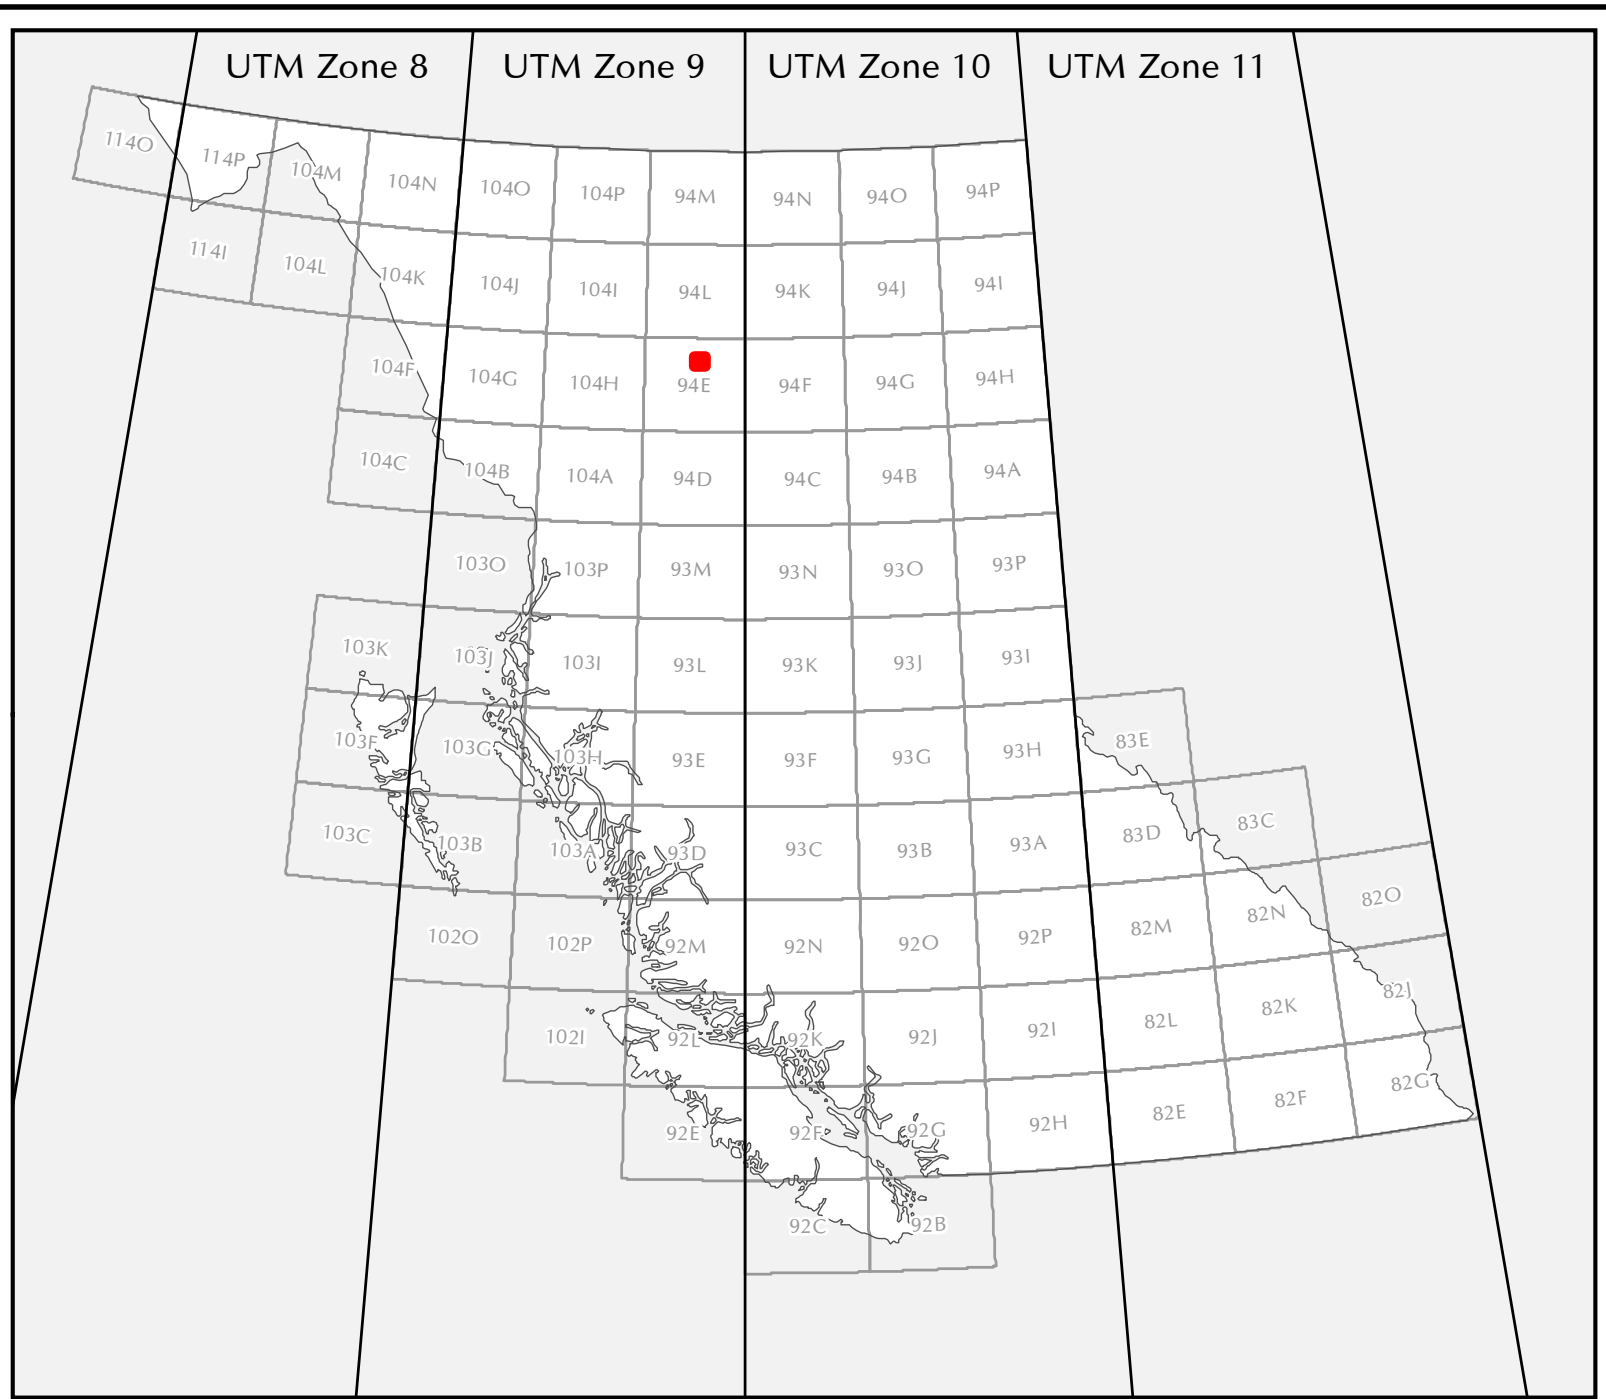 UTM Zone 8 UTM Zone 9 UTM Zone 10 UTM Zone 11
114O 114P 104M 104N 104O 104P 94M 94N 94O 94P
114I 104L 104K 104J 104I 94L 94K 94J 94I
104F 104G 104H 94E 94F 94G 94H
104C 104B 104A 94D 94C 94B 94A
103O 103P 93M 93N 93O 93P
103K 103J 103I 93L 93K 93J 93I
103F 103G 103H 93E 93F 93G 93H 83E
103C 103B 103A 93D 93C 93B 93A 83D 83C
102O 102P 92M 92N 92O 92P 82M 82N 82O
102I 92L 92K 92J 92I 82L 82K 82J
92E 92F 92G 92H 82E 82F 82G
92C 92B